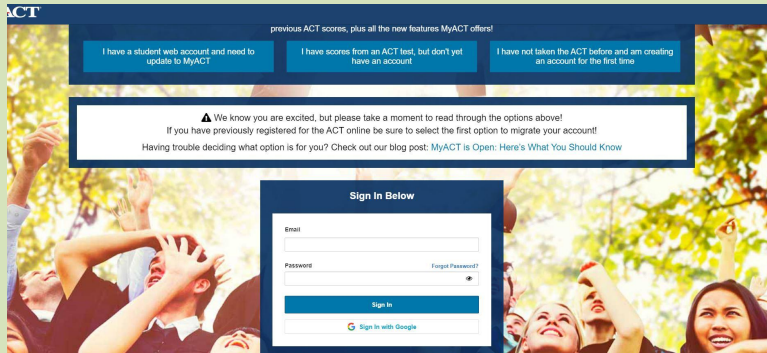 ACT
previous ACT scores, plus all the new features MyACT offers!
I have a student web account and need to
update to MyACT
I have scores from an ACT test, but don't yet
have an account
I have not taken the ACT before and am creating
an account for the first time
We know you are excited, but please take a moment to read through the options above!
If you have previously registered for the ACT online be sure to select the first option to migrate your account!
Having trouble deciding what option is for you? Check out our blog post: MyACT is Open: Here's What You Should Know
Sign In Below
Email
Password Forgot Password?
Sign In
Sign In with Google